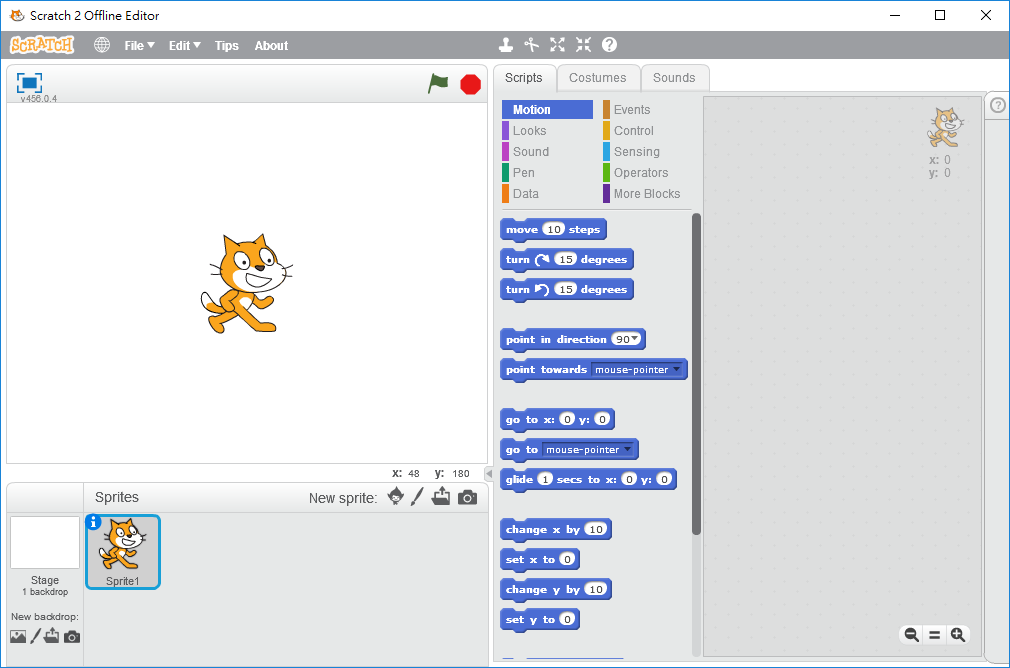 Scratch 2 Offline Editor
SCRATCH File Edit Tips About
v456.0.4
Scripts Costumes Sounds
Motion Events
Looks Control
Sound Sensing
Pen Operators
Data More Blocks
x: 0
y: 0
move 10 steps
turn 15 degrees
turn 15 degrees
point in direction 90
point towards mouse-pointer
go to x: 0 y: 0
go to mouse-pointer
glide 1 secs to x: 0 y: 0
change x by 10
set x to 0
change y by 10
set y to 0
x: 48 y: 180
Sprites New sprite:
Stage
1 backdrop
New backdrop:
Sprite1